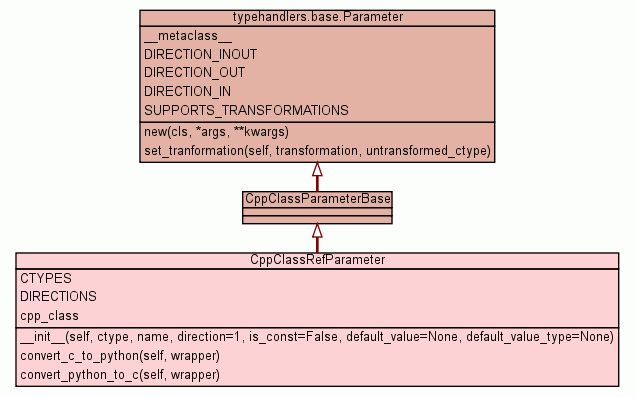 typehandlers.base.Parameter
__metaclass__
DIRECTION_INOUT
DIRECTION_OUT
DIRECTION_IN
SUPPORTS_TRANSFORMATIONS
new(cls, *args, **kwargs)
set_tranformation(self, transformation, untransformed_ctype)
CppClassParameterBase
CppClassRefParameter
CTYPES
DIRECTIONS
cpp_class
__init__(self, ctype, name, direction=1, is_const=False, default_value=None, default_value_type=None)
convert_c_to_python(self, wrapper)
convert_python_to_c(self, wrapper)